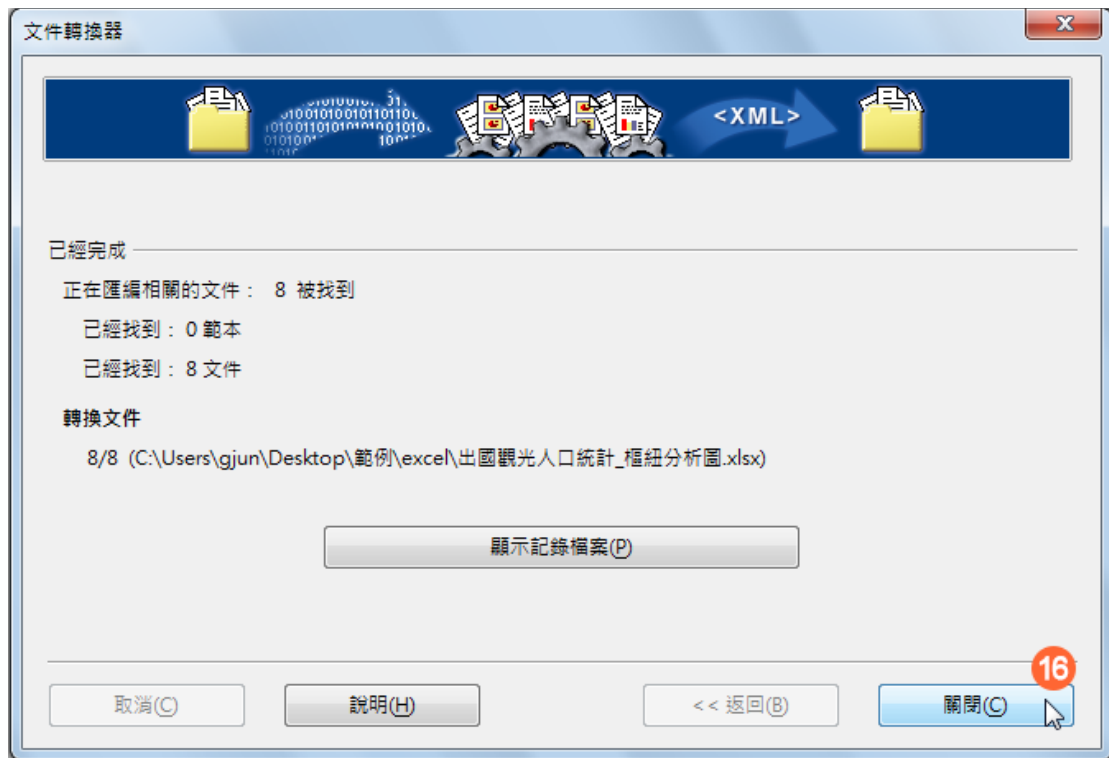 文件轉換器
<XML>
已經完成
正在匯編相關的文件： 8 被找到
已經找到：0 範本
已經找到：8 文件
轉換文件
8/8 (C:\Users\gjun\Desktop\範例\excel\出國觀光人口統計_樞紐分析圖.xlsx)
顯示記錄檔案(P)
16
取消(C) 說明(H) << 返回(B) 關閉(C)